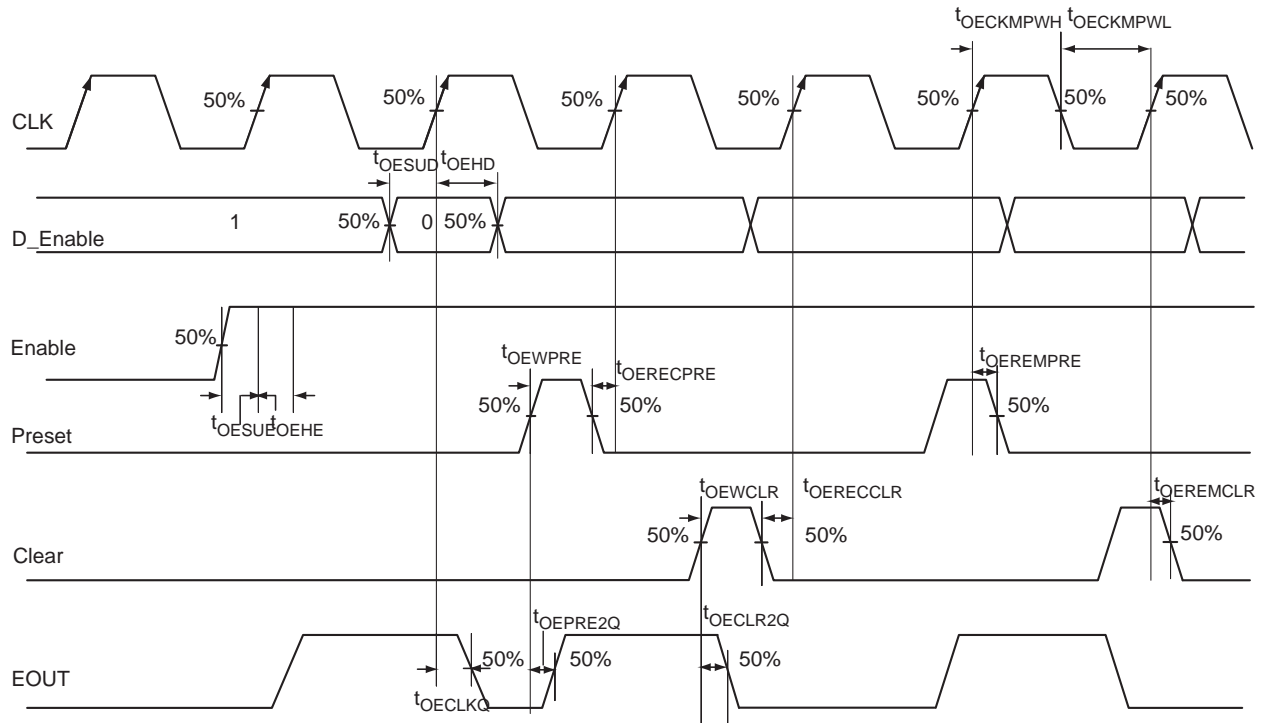 tOECKMPWH tOECKMPWL
50% 50% 50% 50% 50% 50% 50%
CLK
tOESUD tOEHD
1 50% 0 50%
D_Enable
50%
Enable
tOEWPRE tOERECPRE tOEREMPRE
50% 50% 50%
tOESUE tOEHE
Preset
tOEWCLR tOERECCLR tOEREMCLR
50% 50% 50%
Clear
tOEPRE2Q tOECLR2Q
50% 50% 50%
EOUT
tOECLKQ